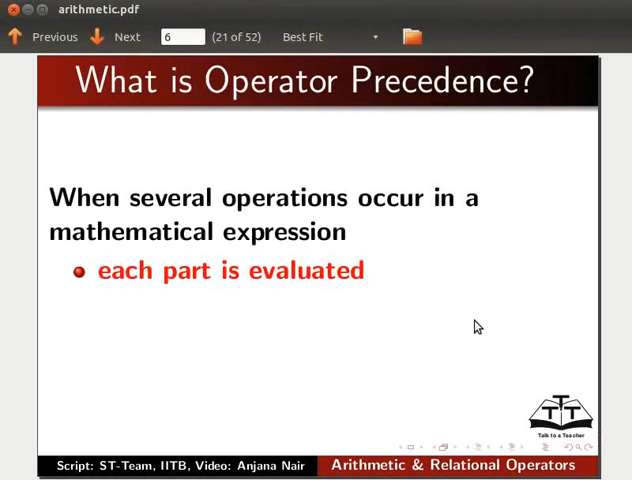 arithmetic.pdf
Previous Next 6 (21 of 52) Best Fit
What is Operator Precedence?
When several operations occur in a
mathematical expression
each part is evaluated
TTT
Talk to a Teacher
Script: ST-Team, IITB, Video: Anjana Nair Arithmetic & Relational Operators